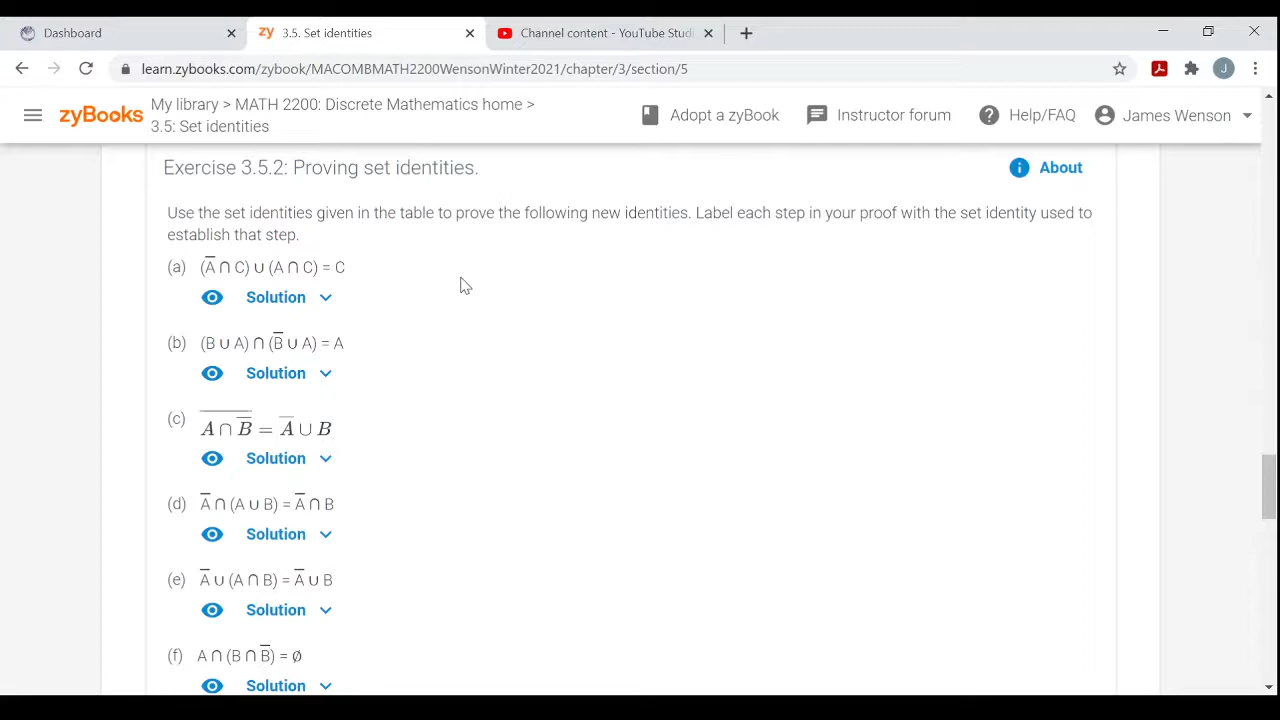 Dashboard
3.5. Set identities
Channel content - YouTube Studi
learn.zybooks.com/zybook/MACOMBMATH2200WensonWinter2021/chapter/3/section/5
J
zyBooks
My library > MATH 2200: Discrete Mathematics home >
3.5: Set identities
Adopt a zyBook
Instructor forum
Help/FAQ
James Wenson
Exercise 3.5.2: Proving set identities.
About
Use the set identities given in the table to prove the following new identities. Label each step in your proof with the set identity used to
establish that step.
(a) (A̅ ∩ C) ∪ (A ∩ C) = C
Solution
(b) (B ∪ A) ∩ (B̅ ∪ A) = A
Solution
(c) \overline{A ∩ \overline{B}} = \overline{A} ∪ B
Solution
(d) A̅ ∩ (A ∪ B) = A̅ ∩ B
Solution
(e) A̅ ∪ (A ∩ B) = A̅ ∪ B
Solution
(f) A ∩ (B ∩ B̅) = ∅
Solution